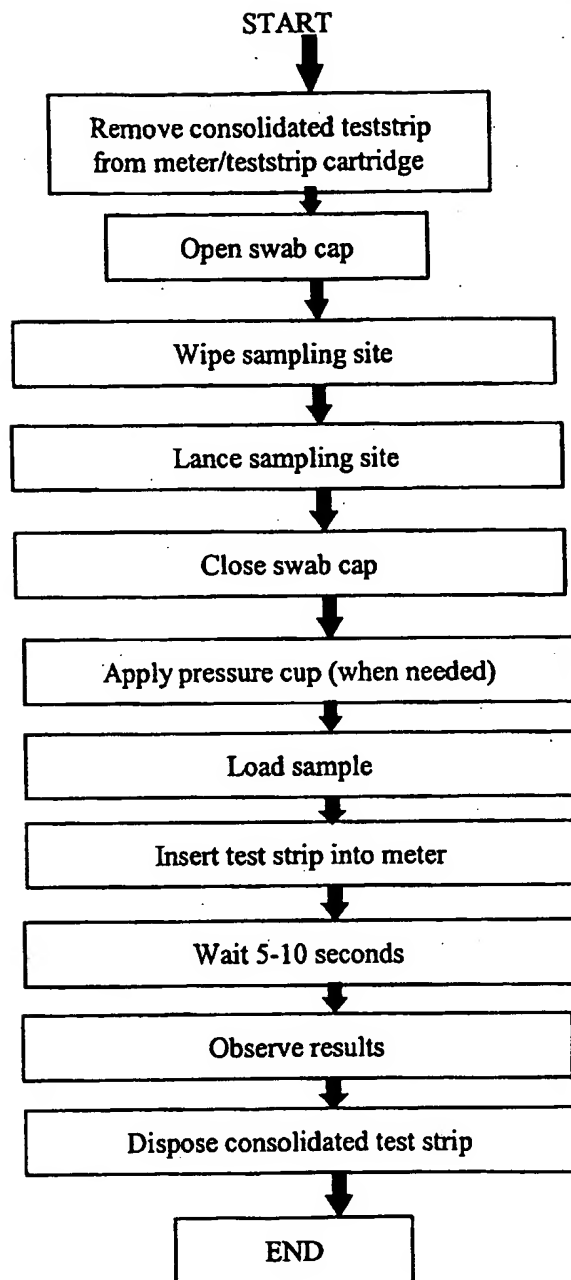 START
Remove consolidated teststrip
from meter/teststrip cartridge
Open swab cap
Wipe sampling site
Lance sampling site
Close swab cap
Apply pressure cup (when needed)
Load sample
Insert test strip into meter
Wait 5-10 seconds
Observe results
Dispose consolidated test strip
END